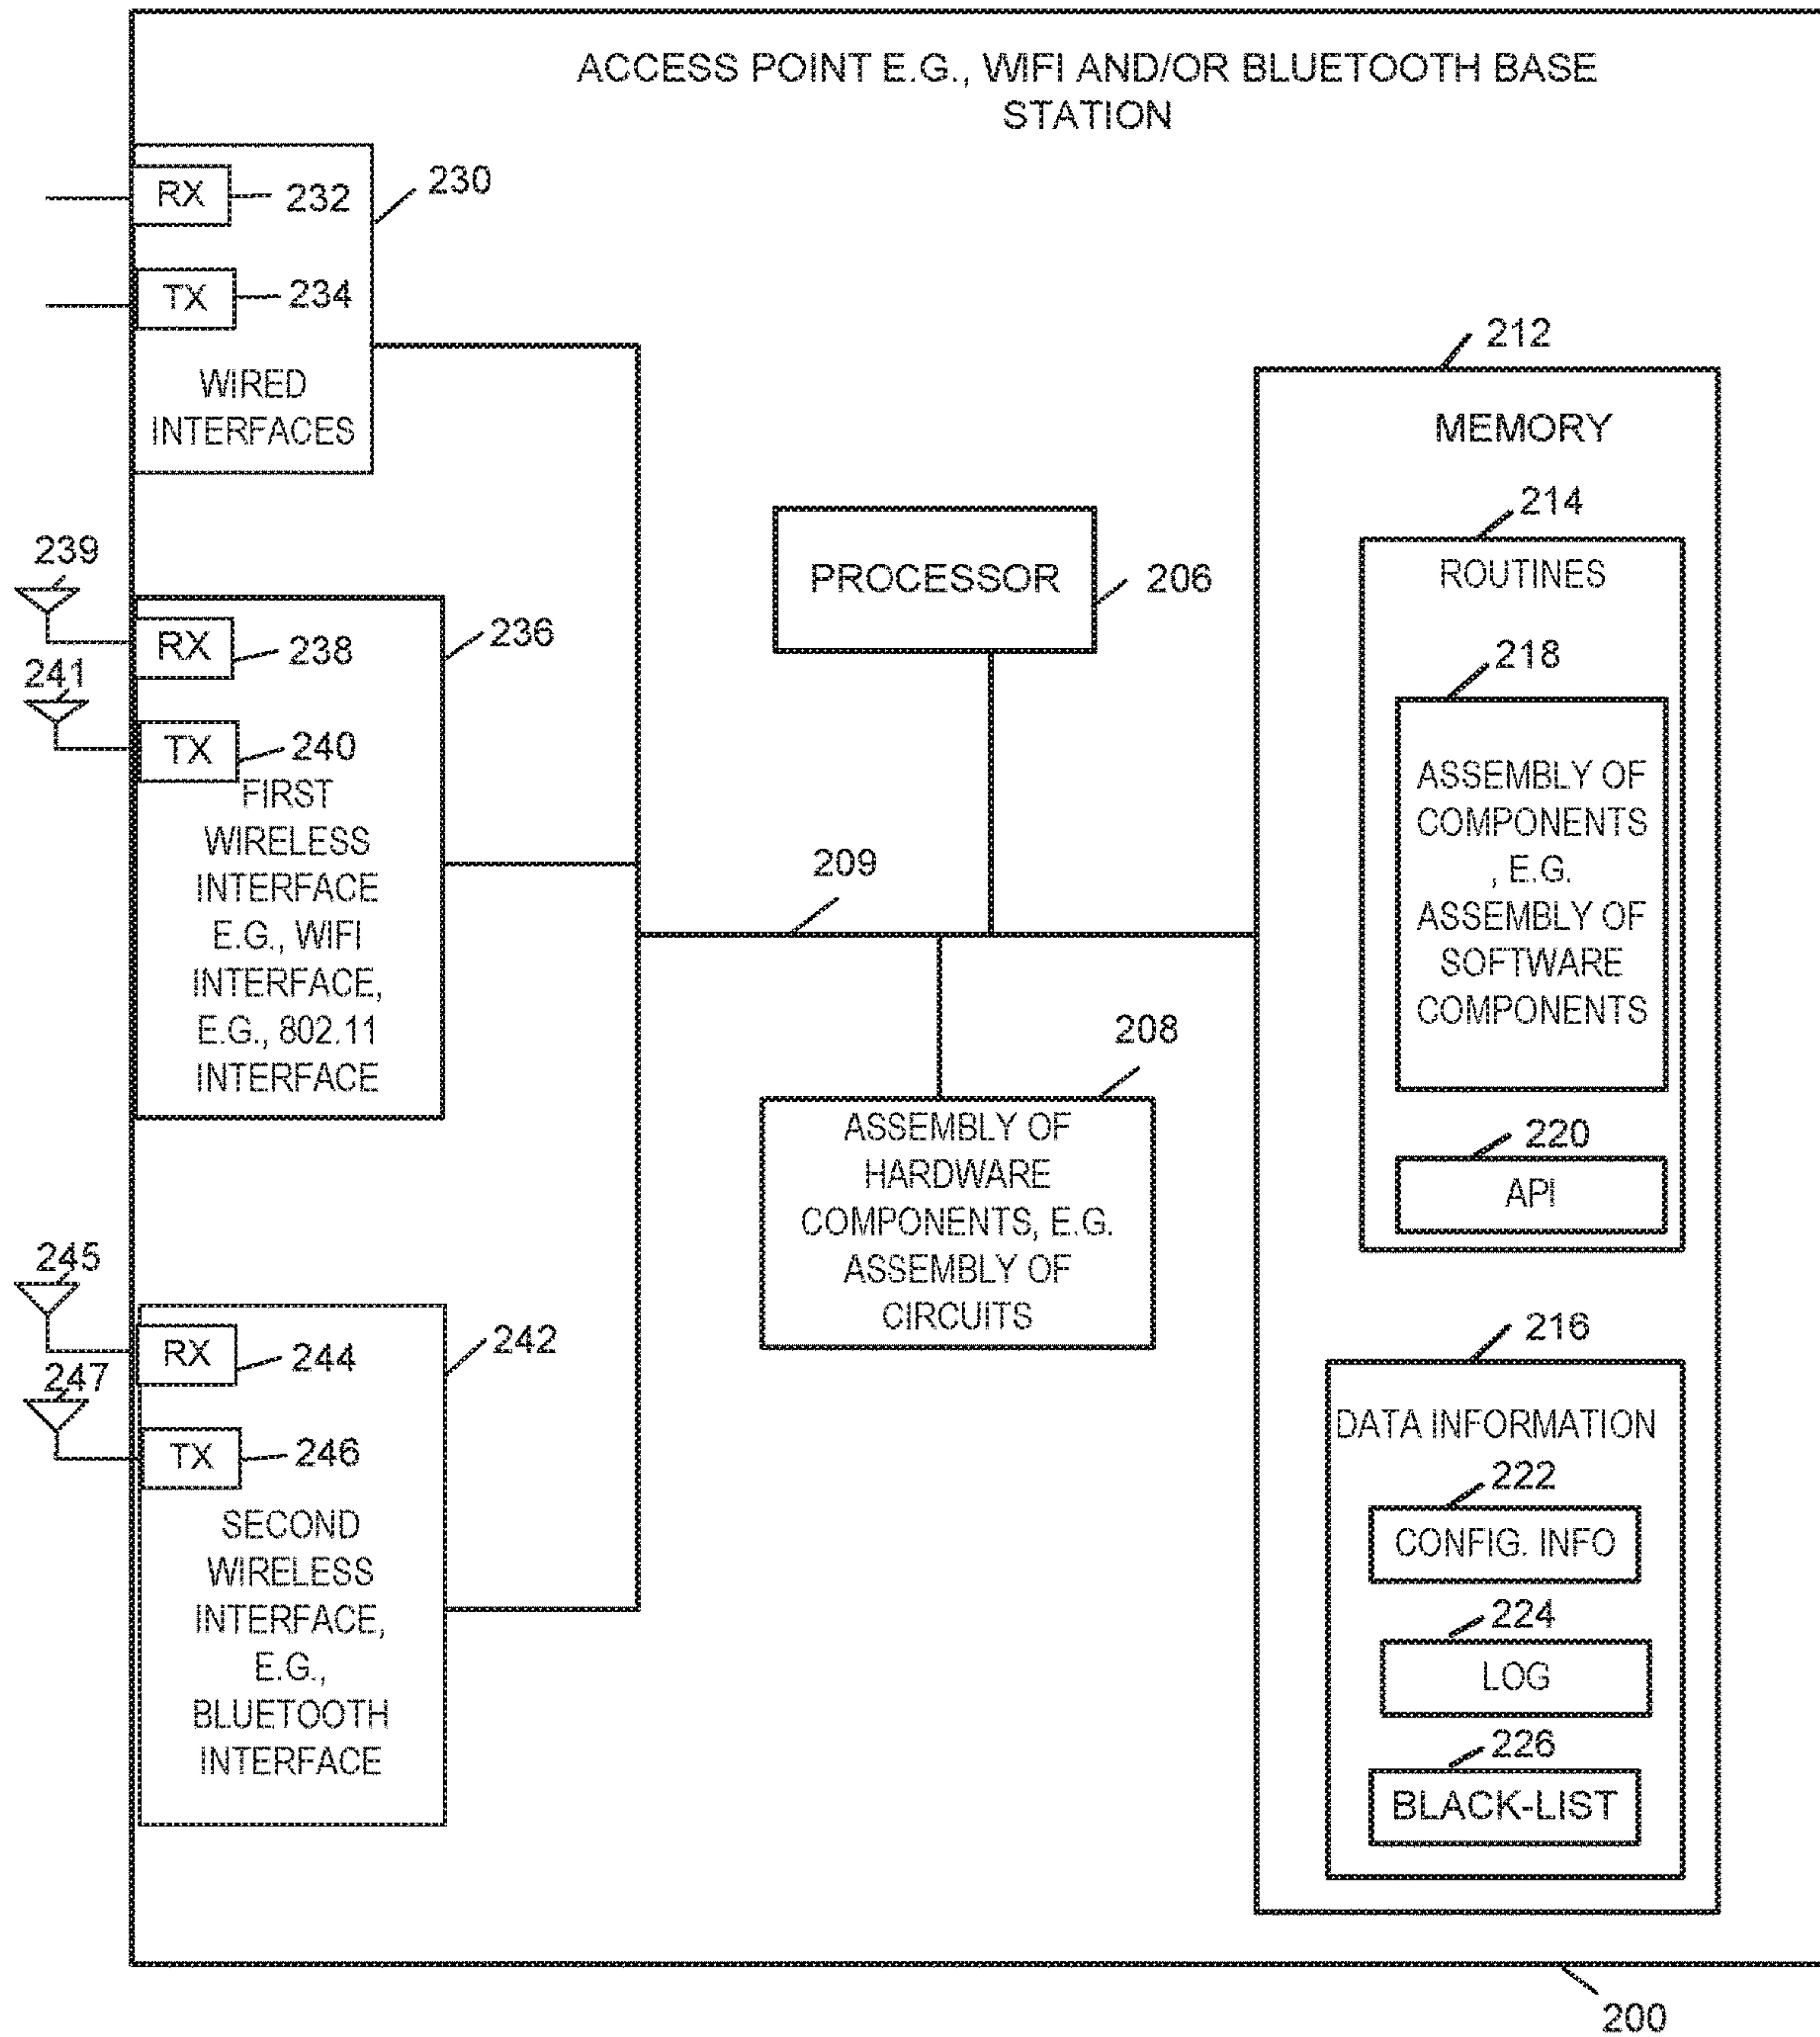 ACCESS POINT E.G., WIFI AND/OR BLUETOOTH BASE
STATION
RX
232
230
TX
234
WIRED
INTERFACES
239
RX
238
236
241
TX
240
FIRST
WIRELESS
INTERFACE
E.G., WIFI
INTERFACE,
E.G., 802.11
INTERFACE
245
RX
244
242
247
TX
246
SECOND
WIRELESS
INTERFACE,
E.G.,
BLUETOOTH
INTERFACE
PROCESSOR
206
209
208
ASSEMBLY OF
HARDWARE
COMPONENTS, E.G.
ASSEMBLY OF
CIRCUITS
212
MEMORY
214
ROUTINES
218
ASSEMBLY OF
COMPONENTS
, E.G.
ASSEMBLY OF
SOFTWARE
COMPONENTS
220
API
216
DATA INFORMATION
222
CONFIG. INFO
224
LOG
226
BLACK-LIST
200